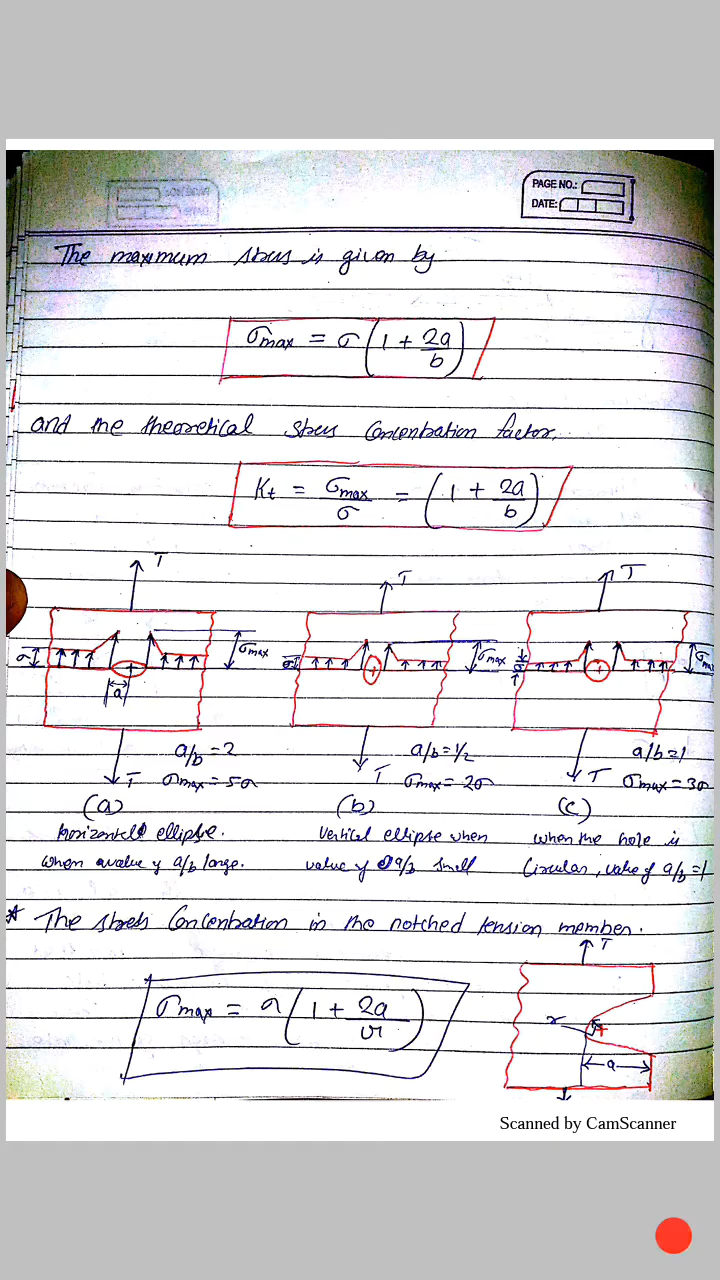 PAGE NO.:
DATE:
The maximum stress is given by
σmax = σ (1 + 2a/b)
and the theoretical stress Concentration factor.
Kt = σmax/σ = (1 + 2a/b)
T T T
σ σmax σ σmax σ σmax
a
a/b = 2 a/b = 1/2 a/b = 1
T σmax = 5σ T σmax = 2σ T σmax = 3σ
(a) (b) (c)
horizontal ellipse. Vertical ellipse when when the hole is
when value of a/b large. value of a/b small Circular, value of a/b = 1
* The stress Concentration in the notched tension member.
T
σmax = σ (1 + 2a/r)
r
a
Scanned by CamScanner